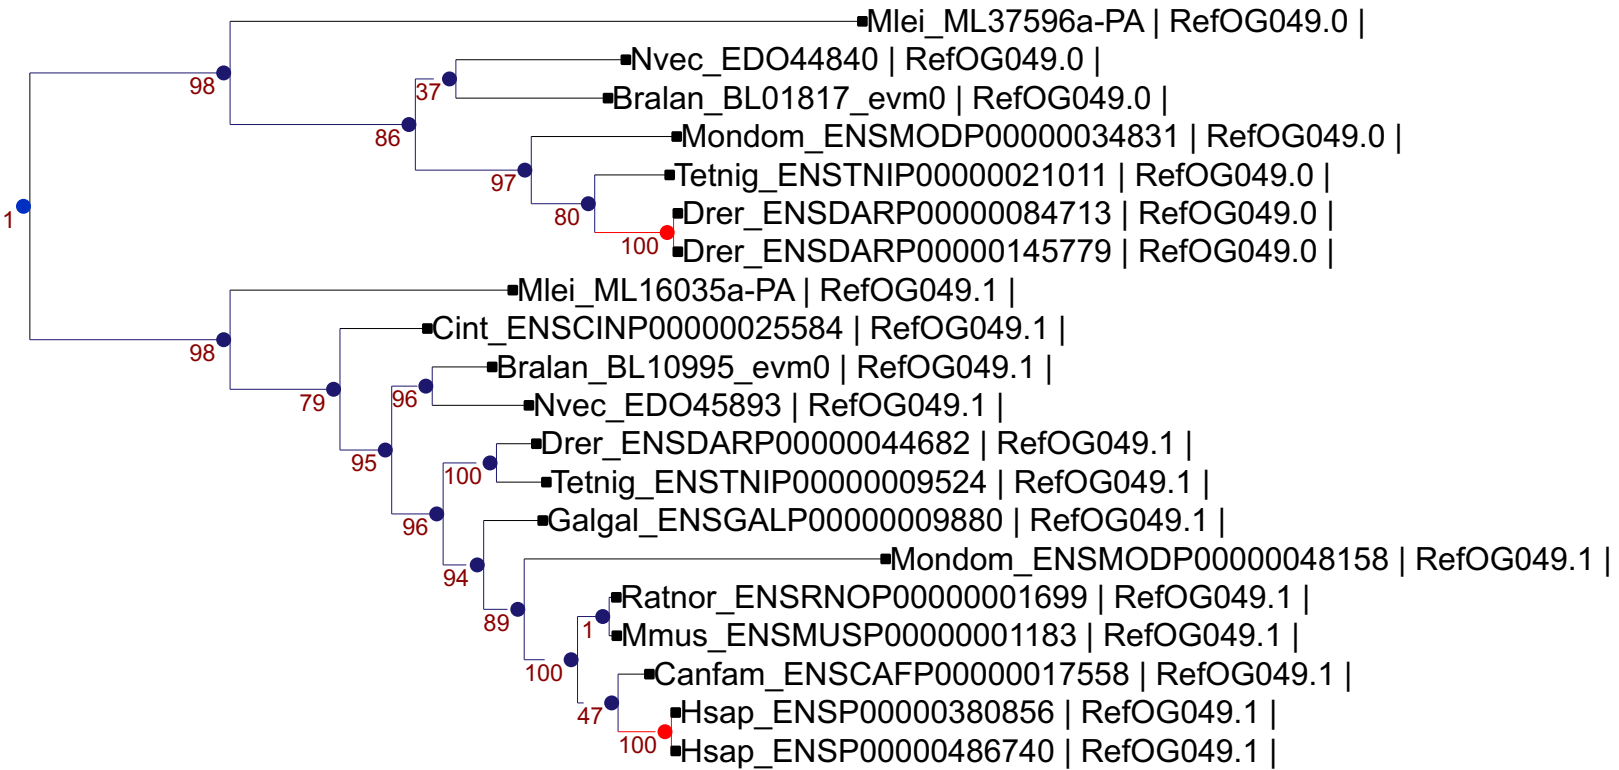 Mlei_ML37596a-PA | RefOG049.0 |
Nvec_EDO44840 | RefOG049.0 |
98
37
Bralan_BL01817_evm0 | RefOG049.0 |
86
Mondom_ENSMODP00000034831 | RefOG049.0 |
Tetnig_ENSTNIP00000021011 | RefOG049.0 |
97
Drer_ENSDARP00000084713 | RefOG049.0 |
1
80
100
Drer_ENSDARP00000145779 | RefOG049.0 |
Mlei_ML16035a-PA | RefOG049.1 |
Cint_ENSCINP00000025584 | RefOG049.1 |
98
Bralan_BL10995_evm0 | RefOG049.1 |
79
96
Nvec_EDO45893 | RefOG049.1 |
Drer_ENSDARP00000044682 | RefOG049.1 |
95
100
Tetnig_ENSTNIP00000009524 | RefOG049.1 |
Galgal_ENSGALP00000009880 | RefOG049.1 |
96
Mondom_ENSMODP00000048158 | RefOG049.1 |
94
Ratnor_ENSRNOP00000001699 | RefOG049.1 |
89
1
Mmus_ENSMUSP00000001183 | RefOG049.1 |
100
Canfam_ENSCAFP00000017558 | RefOG049.1 |
47
Hsap_ENSP00000380856 | RefOG049.1 |
100
Hsap_ENSP00000486740 | RefOG049.1 |